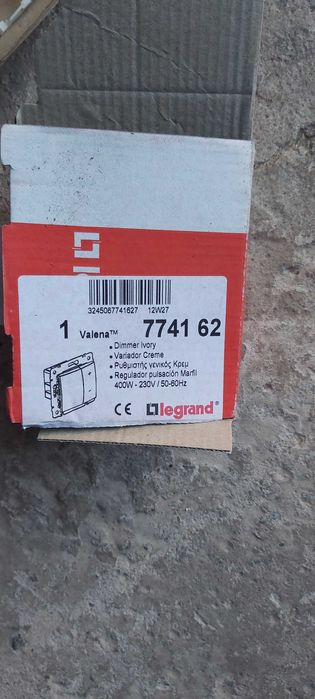 3245067741627 12W27
1 Valena™ 7741 62
• Dimmer Ivory
• Variador Creme
• Ρυθμιστής γενικός Κρεμ
• Regulador pulsación Marfil
400W - 230V / 50-60Hz
CE legrand